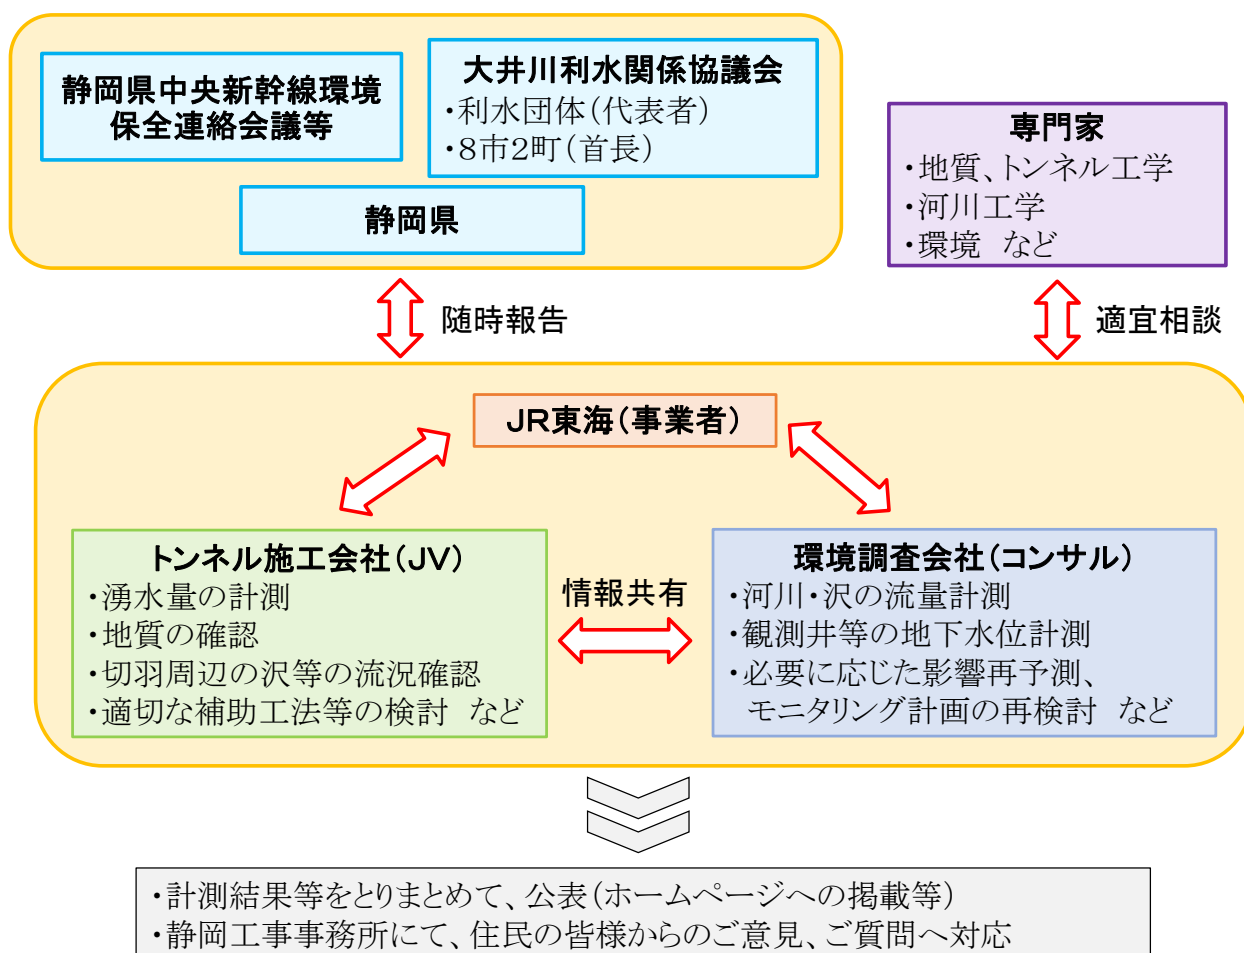 静岡県中央新幹線環境
保全連絡会議等
大井川利水関係協議会
・利水団体（代表者）
・８市２町（首長）
静岡県
専門家
・地質、トンネル工学
・河川工学
・環境　など
随時報告
適宜相談
ＪＲ東海（事業者）
トンネル施工会社（ＪＶ）
・湧水量の計測
・地質の確認
・切羽周辺の沢等の流況確認
・適切な補助工法等の検討　など
情報共有
環境調査会社（コンサル）
・河川・沢の流量計測
・観測井等の地下水位計測
・必要に応じた影響再予測、
モニタリング計画の再検討　など
・計測結果等をとりまとめて、公表（ホームページへの掲載等）
・静岡工事事務所にて、住民の皆様からのご意見、ご質問へ対応